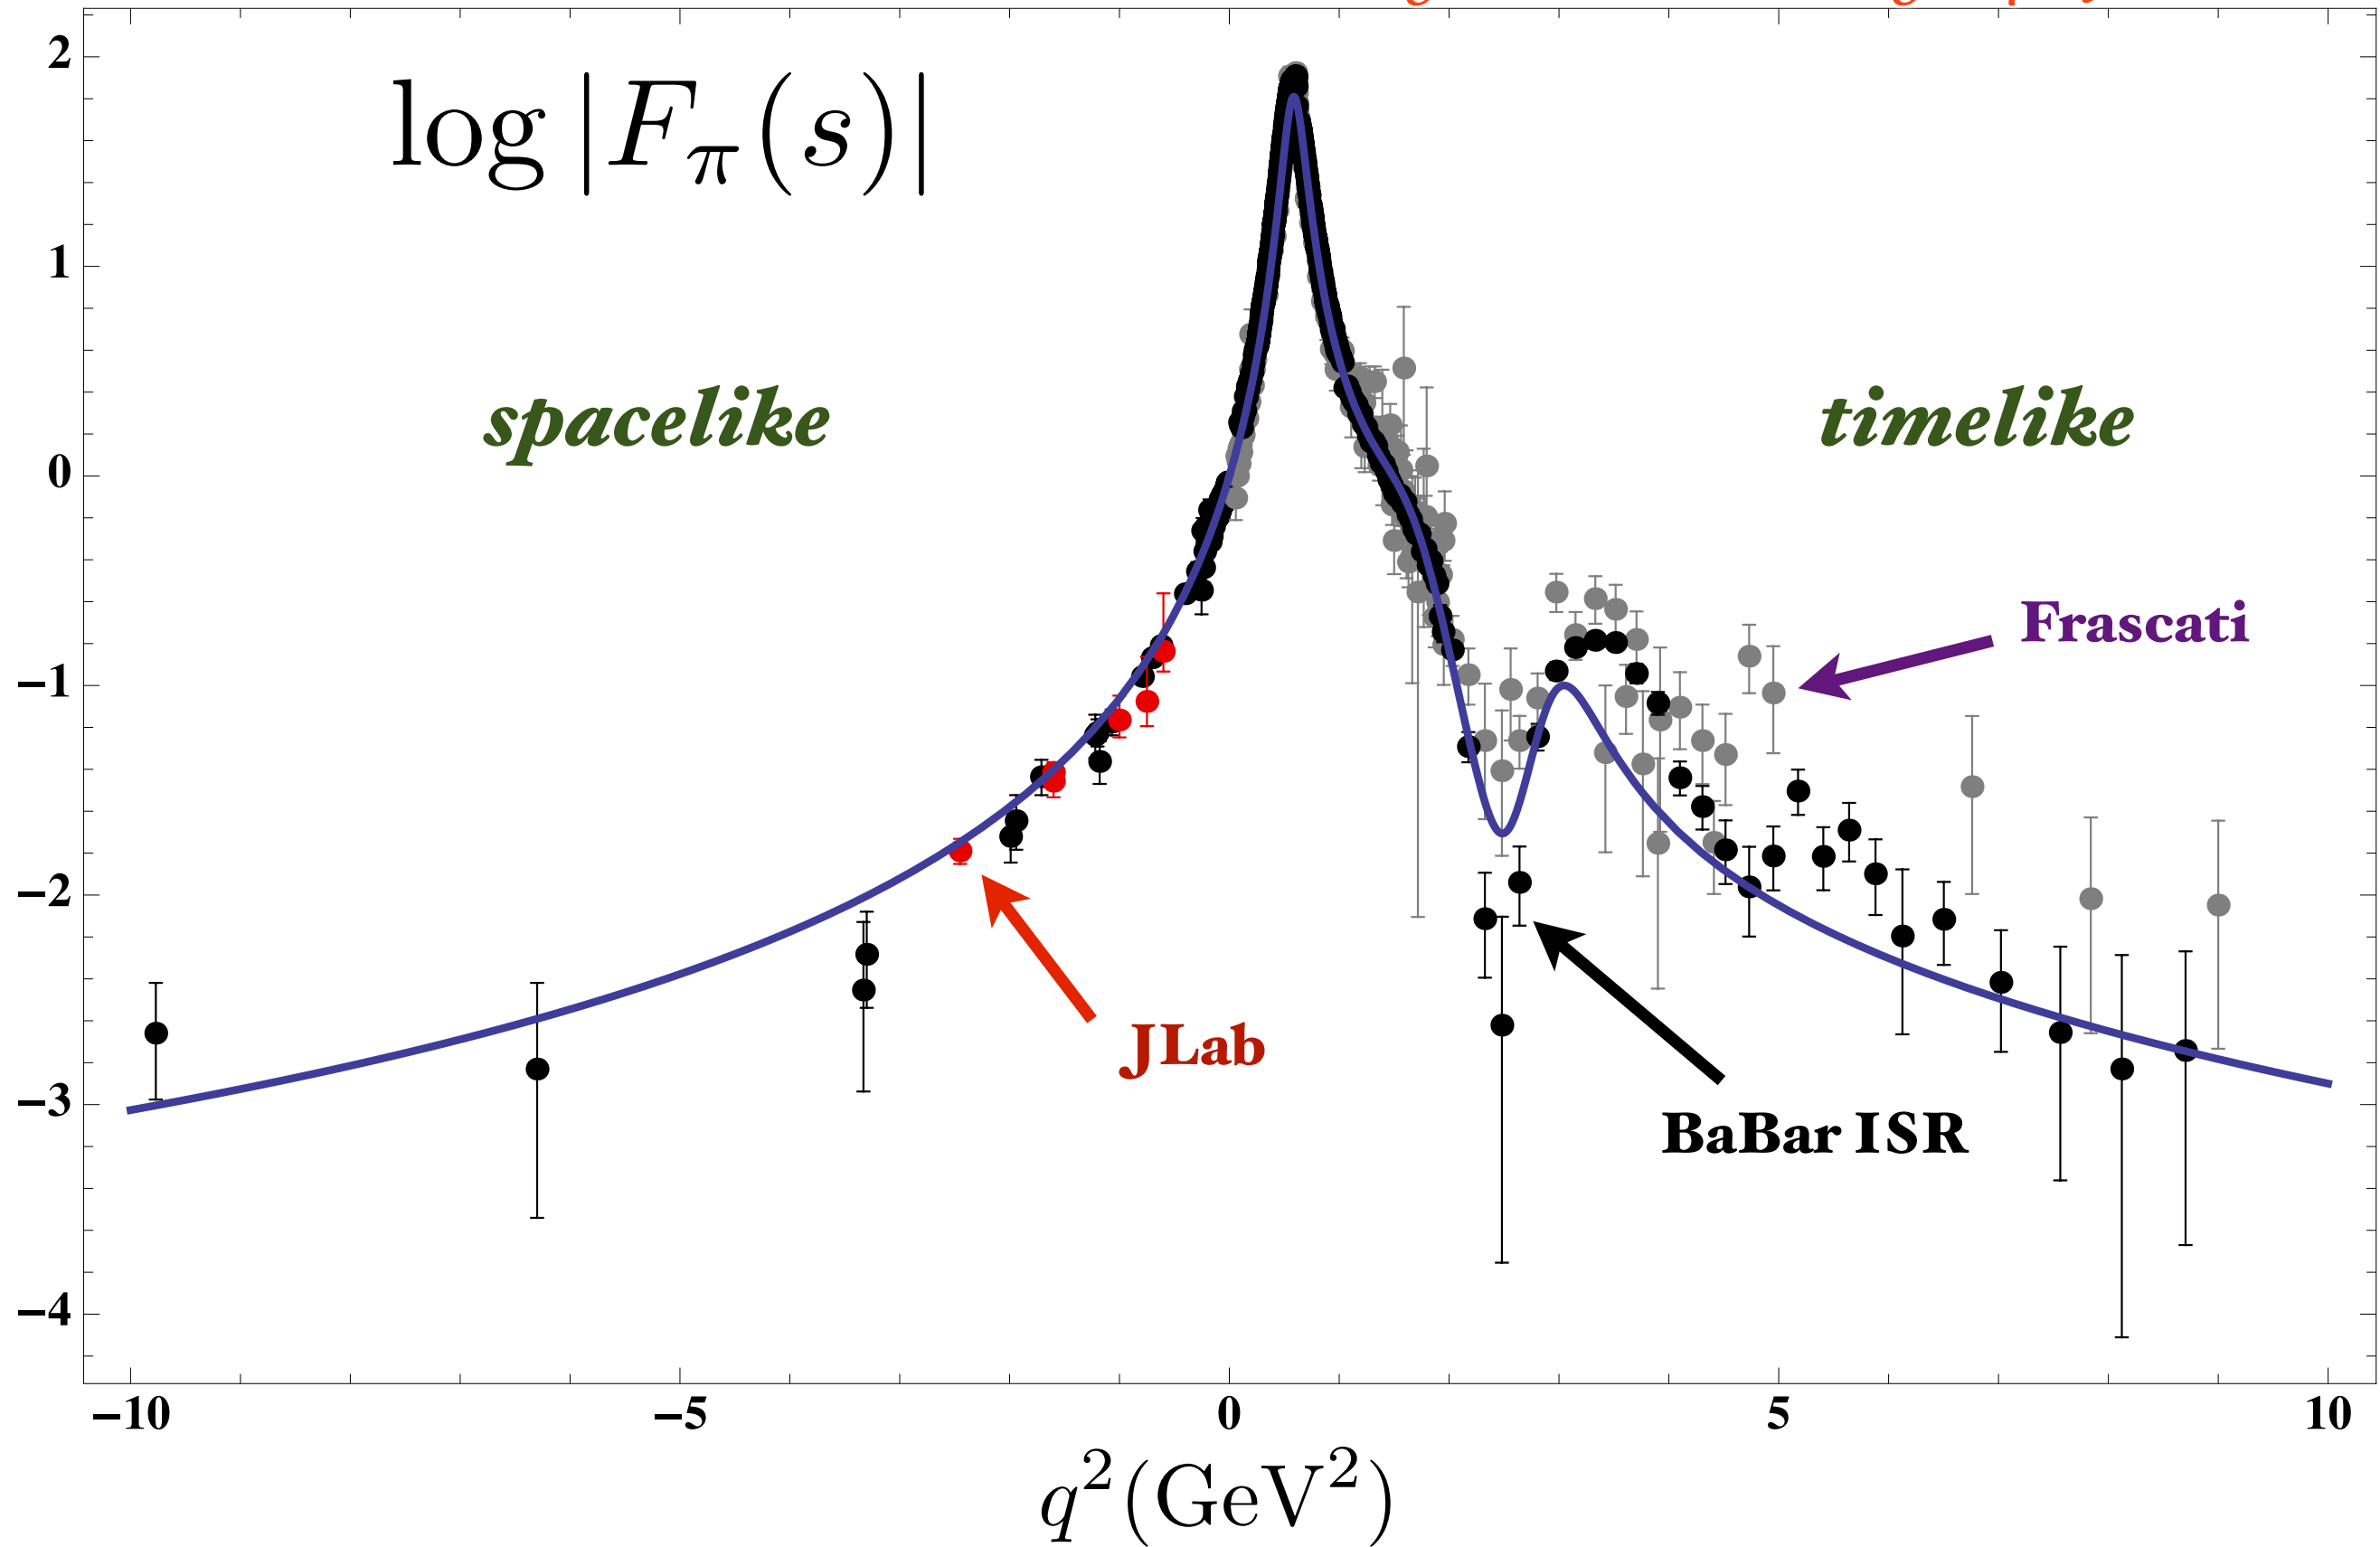 log|Fπ(s)|
2
1
0
−1
−2
−3
−4
spacelike
timelike
Frascati
JLab
BaBar ISR
−10 −5 0 5 10
q²(GeV²)